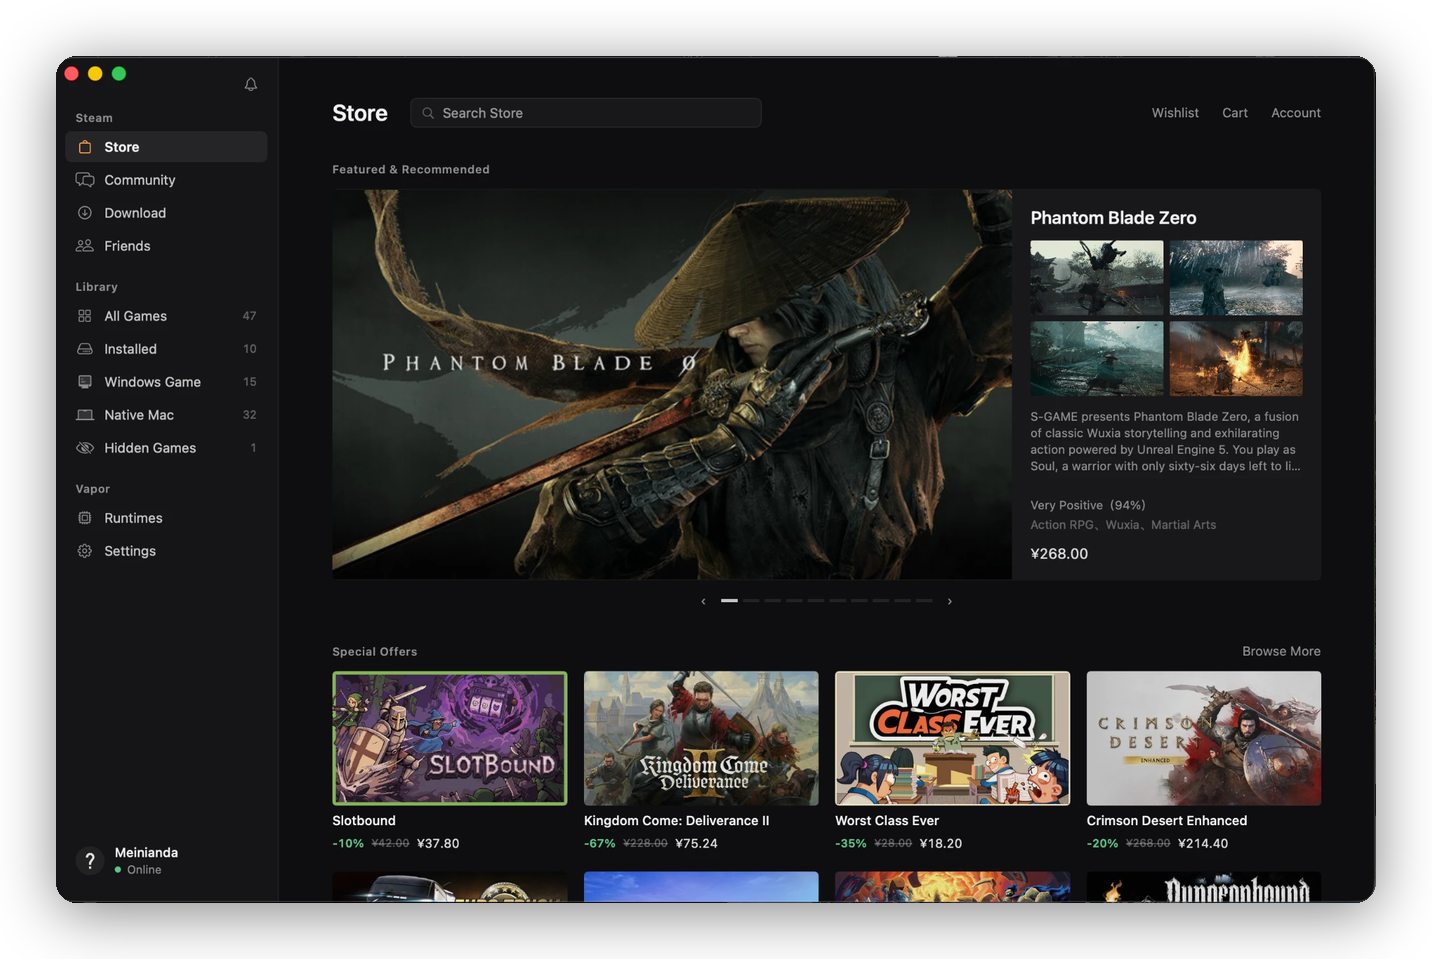 Steam
Store
Community
Download
Friends
Library
All Games 47
Installed 10
Windows Game 15
Native Mac 32
Hidden Games 1
Vapor
Runtimes
Settings
?
Meinianda
Online
Store
Search Store
Wishlist Cart Account
Featured & Recommended
PHANTOM BLADE 0
Phantom Blade Zero
S-GAME presents Phantom Blade Zero, a fusion
of classic Wuxia storytelling and exhilarating
action powered by Unreal Engine 5. You play as
Soul, a warrior with only sixty-six days left to li...
Very Positive (94%)
Action RPG、Wuxia、Martial Arts
¥268.00
Special Offers
Browse More
SLOTBOUND
Slotbound
-10% ¥42.00 ¥37.80
Kingdom Come
Deliverance
II
Kingdom Come: Deliverance II
-67% ¥228.00 ¥75.24
WORST
CLASS EVER
Worst Class Ever
-35% ¥28.00 ¥18.20
CRIMSON
DESERT
ENHANCED
Crimson Desert Enhanced
-20% ¥268.00 ¥214.40
Dungeonbound